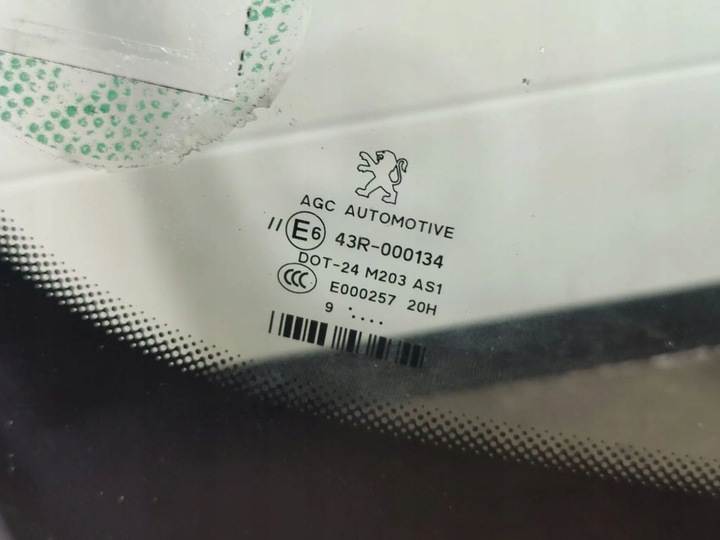 AGC AUTOMOTIVE
// E6 43R-000134
DOT-24 M203 AS1
CCC E000257 20H
9 ....